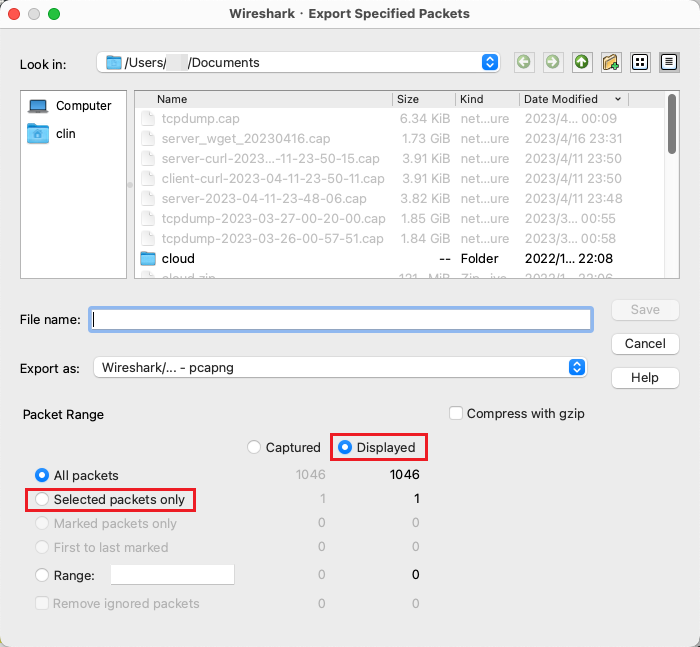 Wireshark · Export Specified Packets
Look in: /Users/ /Documents
Computer
clin
Name Size Kind Date Modified
tcpdump.cap 6.34 KiB net...ure 2023/4... 00:09
server_wget_20230416.cap 1.73 GiB net...ure 2023/4/16 23:31
server-curl-2023...-11-23-50-15.cap 3.91 KiB net...ure 2023/4/11 23:50
client-curl-2023-04-11-23-50-11.cap 3.91 KiB net...ure 2023/4/11 23:50
server-2023-04-11-23-48-06.cap 3.82 KiB net...ure 2023/4/11 23:48
tcpdump-2023-03-27-00-20-00.cap 1.85 GiB net...ure 2023/3... 00:55
tcpdump-2023-03-26-00-57-51.cap 1.84 GiB net...ure 2023/3... 00:58
cloud -- Folder 2022/1... 22:08
cloud.zip
File name:
Save
Cancel
Export as: Wireshark/... - pcapng
Help
Packet Range
Compress with gzip
Captured Displayed
All packets 1046 1046
Selected packets only 1 1
Marked packets only 0 0
First to last marked 0 0
Range: 0 0
Remove ignored packets 0 0